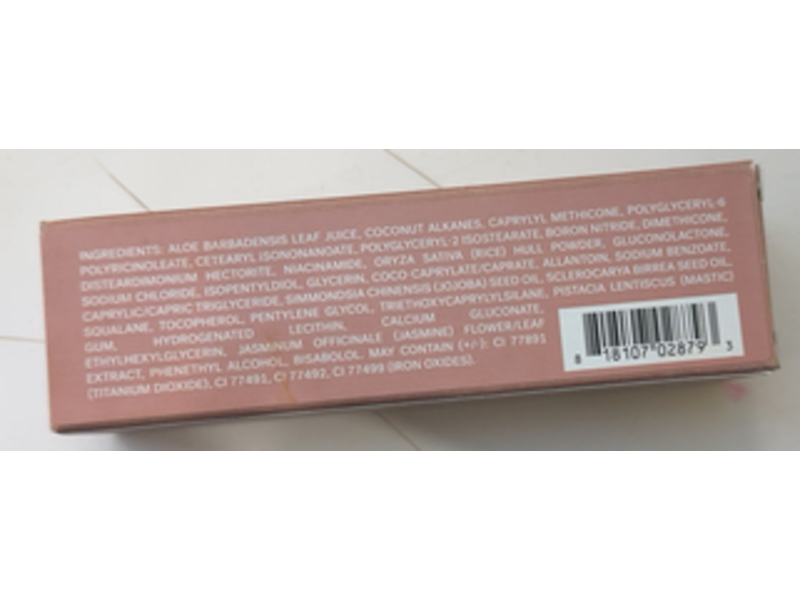 INGREDIENTS: ALOE BARBADENSIS LEAF JUICE, COCONUT ALKANES, CAPRYLYL METHICONE, POLYGLYCERYL-6
POLYRICINOLEATE, CETEARYL ISONONANOATE, POLYGLYCERYL-2 ISOSTEARATE, BORON NITRIDE, DIMETHICONE,
DISTEARDIMONIUM HECTORITE, NIACINAMIDE, ORYZA SATIVA (RICE) HULL POWDER, GLUCONOLACTONE,
SODIUM CHLORIDE, ISOPENTYLDIOL, GLYCERIN, COCO CAPRYLATE/CAPRATE, ALLANTOIN, SODIUM BENZOATE,
CAPRYLIC/CAPRIC TRIGLYCERIDE, SIMMONDSIA CHINENSIS (JOJOBA) SEED OIL, SCLEROCARYA BIRREA SEED OIL,
SQUALANE, TOCOPHEROL, PENTYLENE GLYCOL, TRIETHOXYCAPRYLYLSILANE, PISTACIA LENTISCUS (MASTIC)
GUM, HYDROGENATED LECITHIN, CALCIUM GLUCONATE,
ETHYLHEXYLGLYCERIN, JASMINUM OFFICINALE (JASMINE) FLOWER/LEAF
EXTRACT, PHENETHYL ALCOHOL, BISABOLOL. MAY CONTAIN (+/-): CI 77891
(TITANIUM DIOXIDE), CI 77491, CI 77492, CI 77499 (IRON OXIDES).
8 18107 02879 3